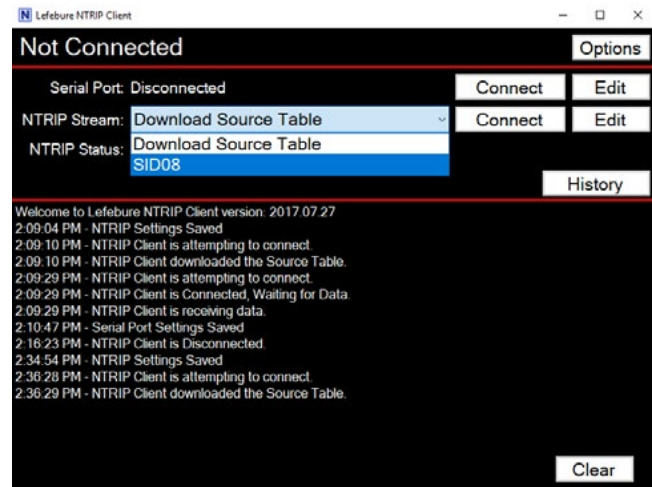 N Lefebure NTRIP Client
Not Connected Options
Serial Port: Disconnected Connect Edit
NTRIP Stream: Download Source Table Connect Edit
NTRIP Status: Download Source Table
SID08
History
Welcome to Lefebure NTRIP Client version: 2017.07.27
2:09:04 PM - NTRIP Settings Saved
2:09:10 PM - NTRIP Client is attempting to connect.
2:09:10 PM - NTRIP Client downloaded the Source Table.
2:09:29 PM - NTRIP Client is attempting to connect.
2:09:29 PM - NTRIP Client is Connected, Waiting for Data.
2:09:29 PM - NTRIP Client is receiving data.
2:10:47 PM - Serial Port Settings Saved
2:16:23 PM - NTRIP Client is Disconnected.
2:34:54 PM - NTRIP Settings Saved
2:36:28 PM - NTRIP Client is attempting to connect.
2:36:29 PM - NTRIP Client downloaded the Source Table.
Clear